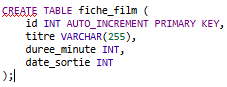 CREATE TABLE fiche_film (
    id INT AUTO_INCREMENT PRIMARY KEY,
    titre VARCHAR(255),
    duree_minute INT,
    date_sortie INT
);